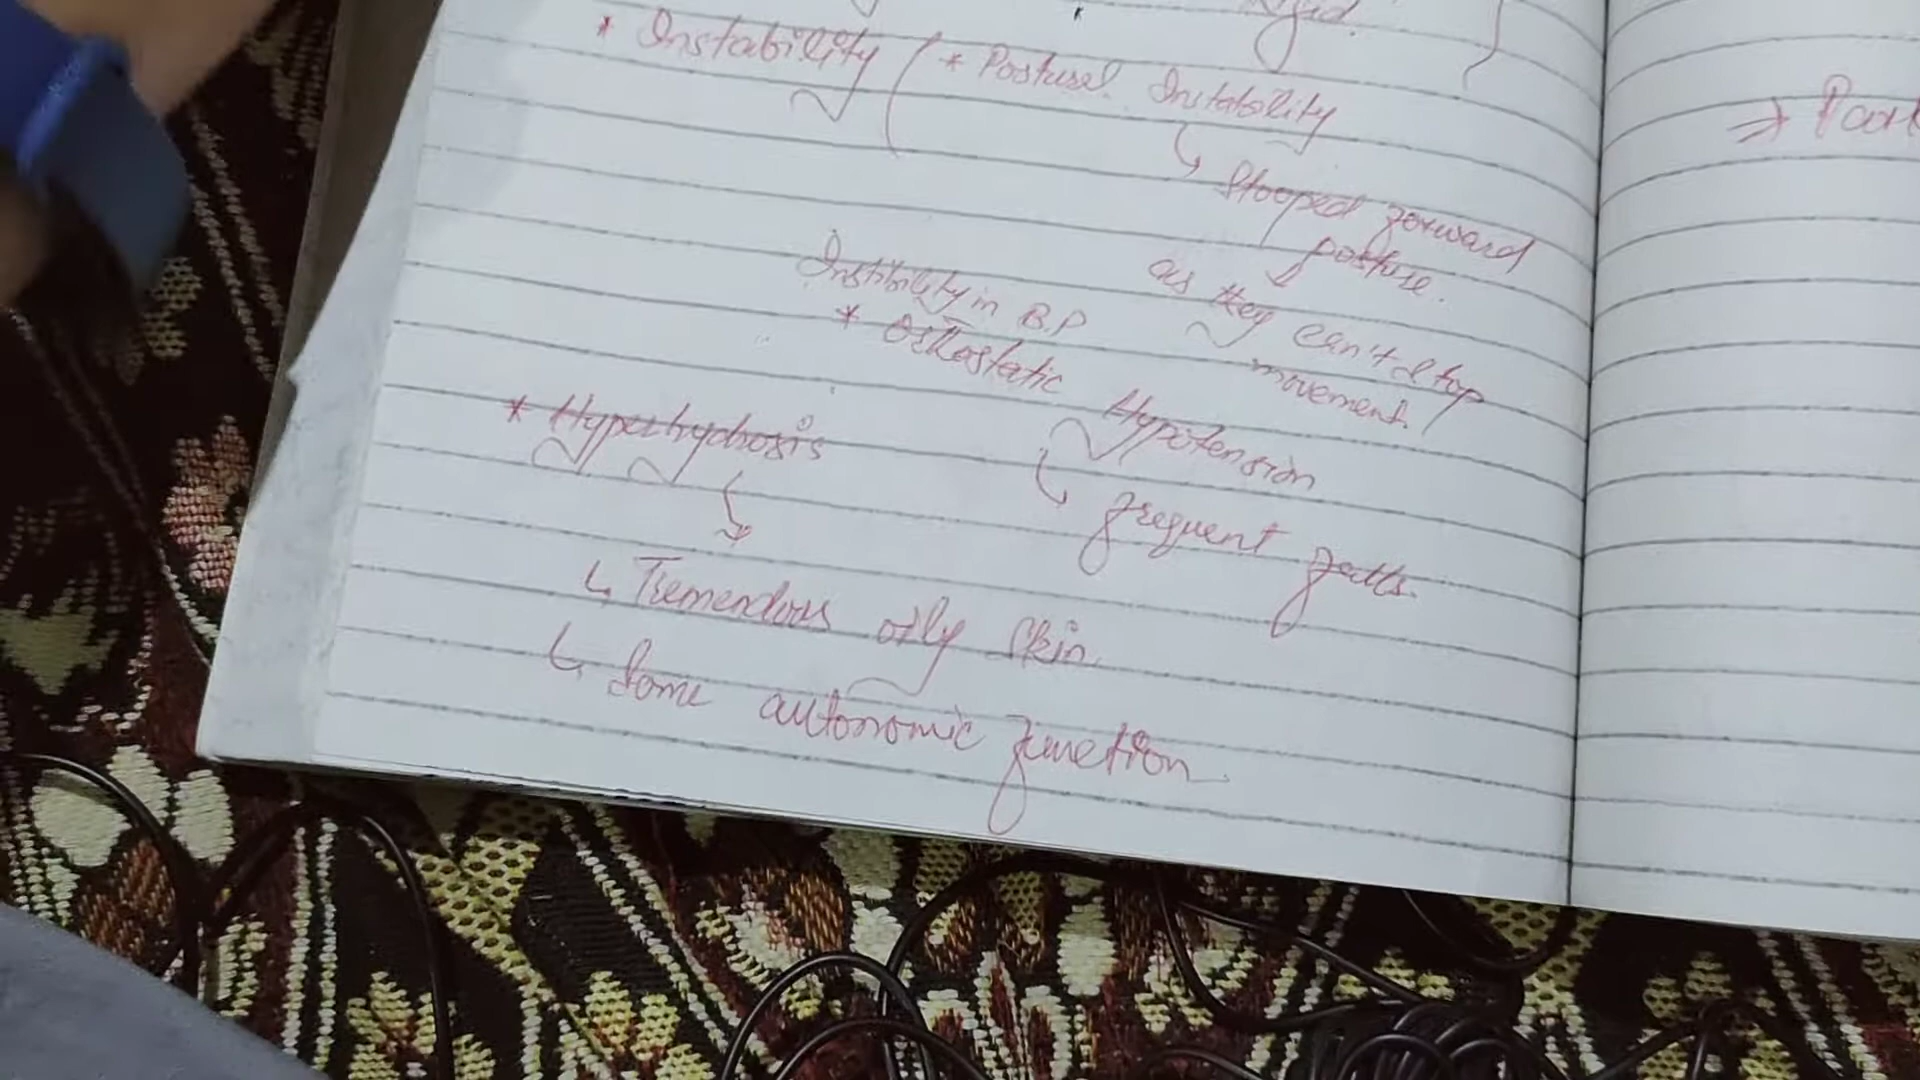 * Instability ( * Postural Instability
↳ Stooped forward
posture.
as they can't stop
movement.
Instibility in B.P
* Orthostatic Hypotension
↳ frequent falls.
* Hyperhydrosis
↳ Tremendous oily skin
↳ Some autonomic function.